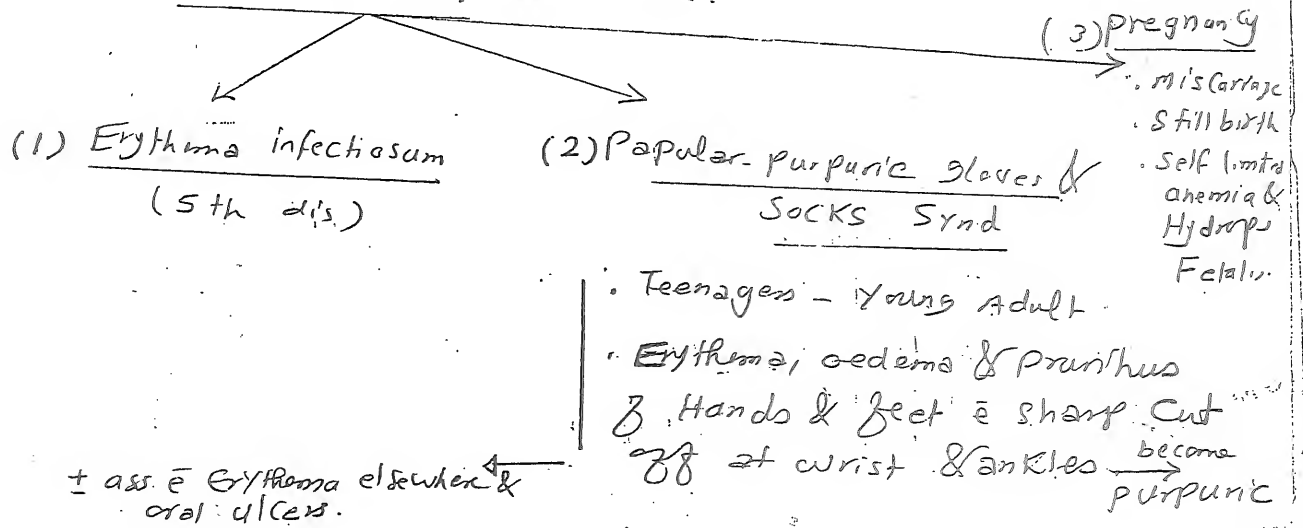 (1) Erythema infectiosum
(5th dis.)
(2) Papular-purpuric gloves &
Socks Synd
. Teenagers - Young Adult.
. Erythema, oedema & Pruritus
of Hands & feet ē sharp cut
off at wrist & ankles become
purpuric
± ass. ē Erythema elsewhere &
oral ulcers.
(3) Pregnancy
. Miscarriage
. Still birth
. Self limited
anemia &
Hydrops
Fetalis.